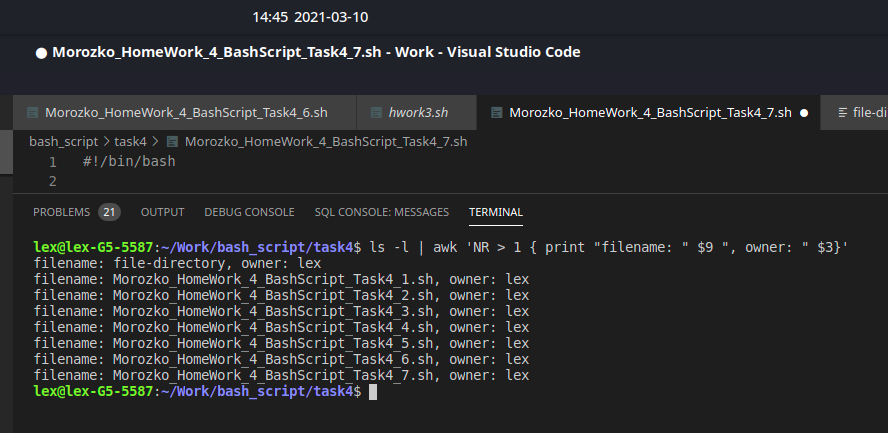 14:45 2021-03-10
● Morozko_HomeWork_4_BashScript_Task4_7.sh - Work - Visual Studio Code
Morozko_HomeWork_4_BashScript_Task4_6.sh hwork3.sh Morozko_HomeWork_4_BashScript_Task4_7.sh ● file-di
bash_script > task4 > Morozko_HomeWork_4_BashScript_Task4_7.sh
1 #!/bin/bash
2
PROBLEMS 21 OUTPUT DEBUG CONSOLE SQL CONSOLE: MESSAGES TERMINAL
lex@lex-G5-5587:~/Work/bash_script/task4$ ls -l | awk 'NR > 1 { print "filename: " $9 ", owner: " $3}'
filename: file-directory, owner: lex
filename: Morozko_HomeWork_4_BashScript_Task4_1.sh, owner: lex
filename: Morozko_HomeWork_4_BashScript_Task4_2.sh, owner: lex
filename: Morozko_HomeWork_4_BashScript_Task4_3.sh, owner: lex
filename: Morozko_HomeWork_4_BashScript_Task4_4.sh, owner: lex
filename: Morozko_HomeWork_4_BashScript_Task4_5.sh, owner: lex
filename: Morozko_HomeWork_4_BashScript_Task4_6.sh, owner: lex
filename: Morozko_HomeWork_4_BashScript_Task4_7.sh, owner: lex
lex@lex-G5-5587:~/Work/bash_script/task4$